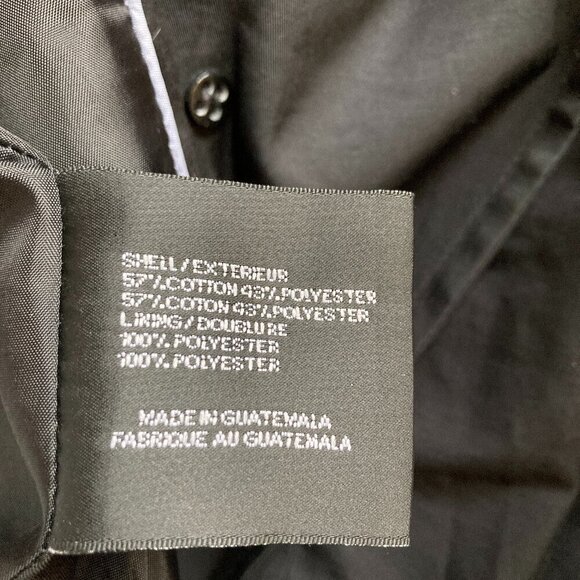 SHELL/EXTERIEUR
57%COTTON 43%POLYESTER
57%COTON 43%POLYESTER
LINING/DOUBLURE
100%POLYESTER
100%POLYESTER
MADE IN GUATEMALA
FABRIQUE AU GUATEMALA